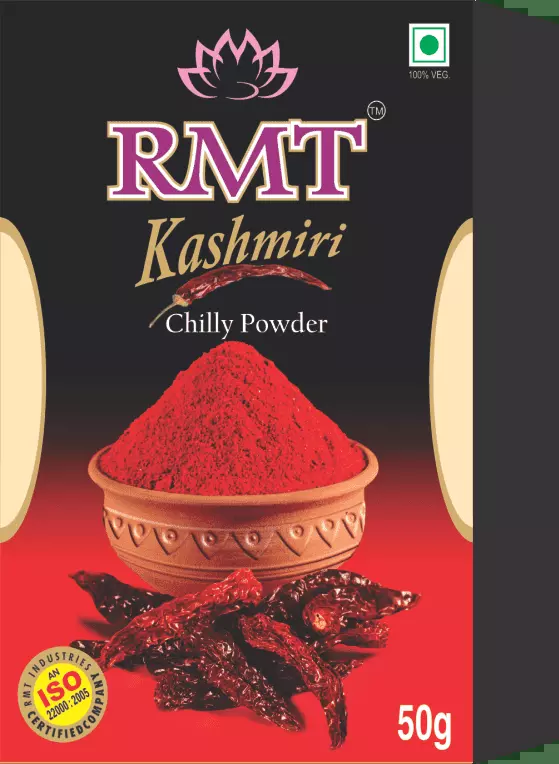 100% VEG.
RMT
TM
Kashmiri
Chilly Powder
RMT INDUSTRIES
AN
ISO
22000:2005
CERTIFIED COMPANY
50g